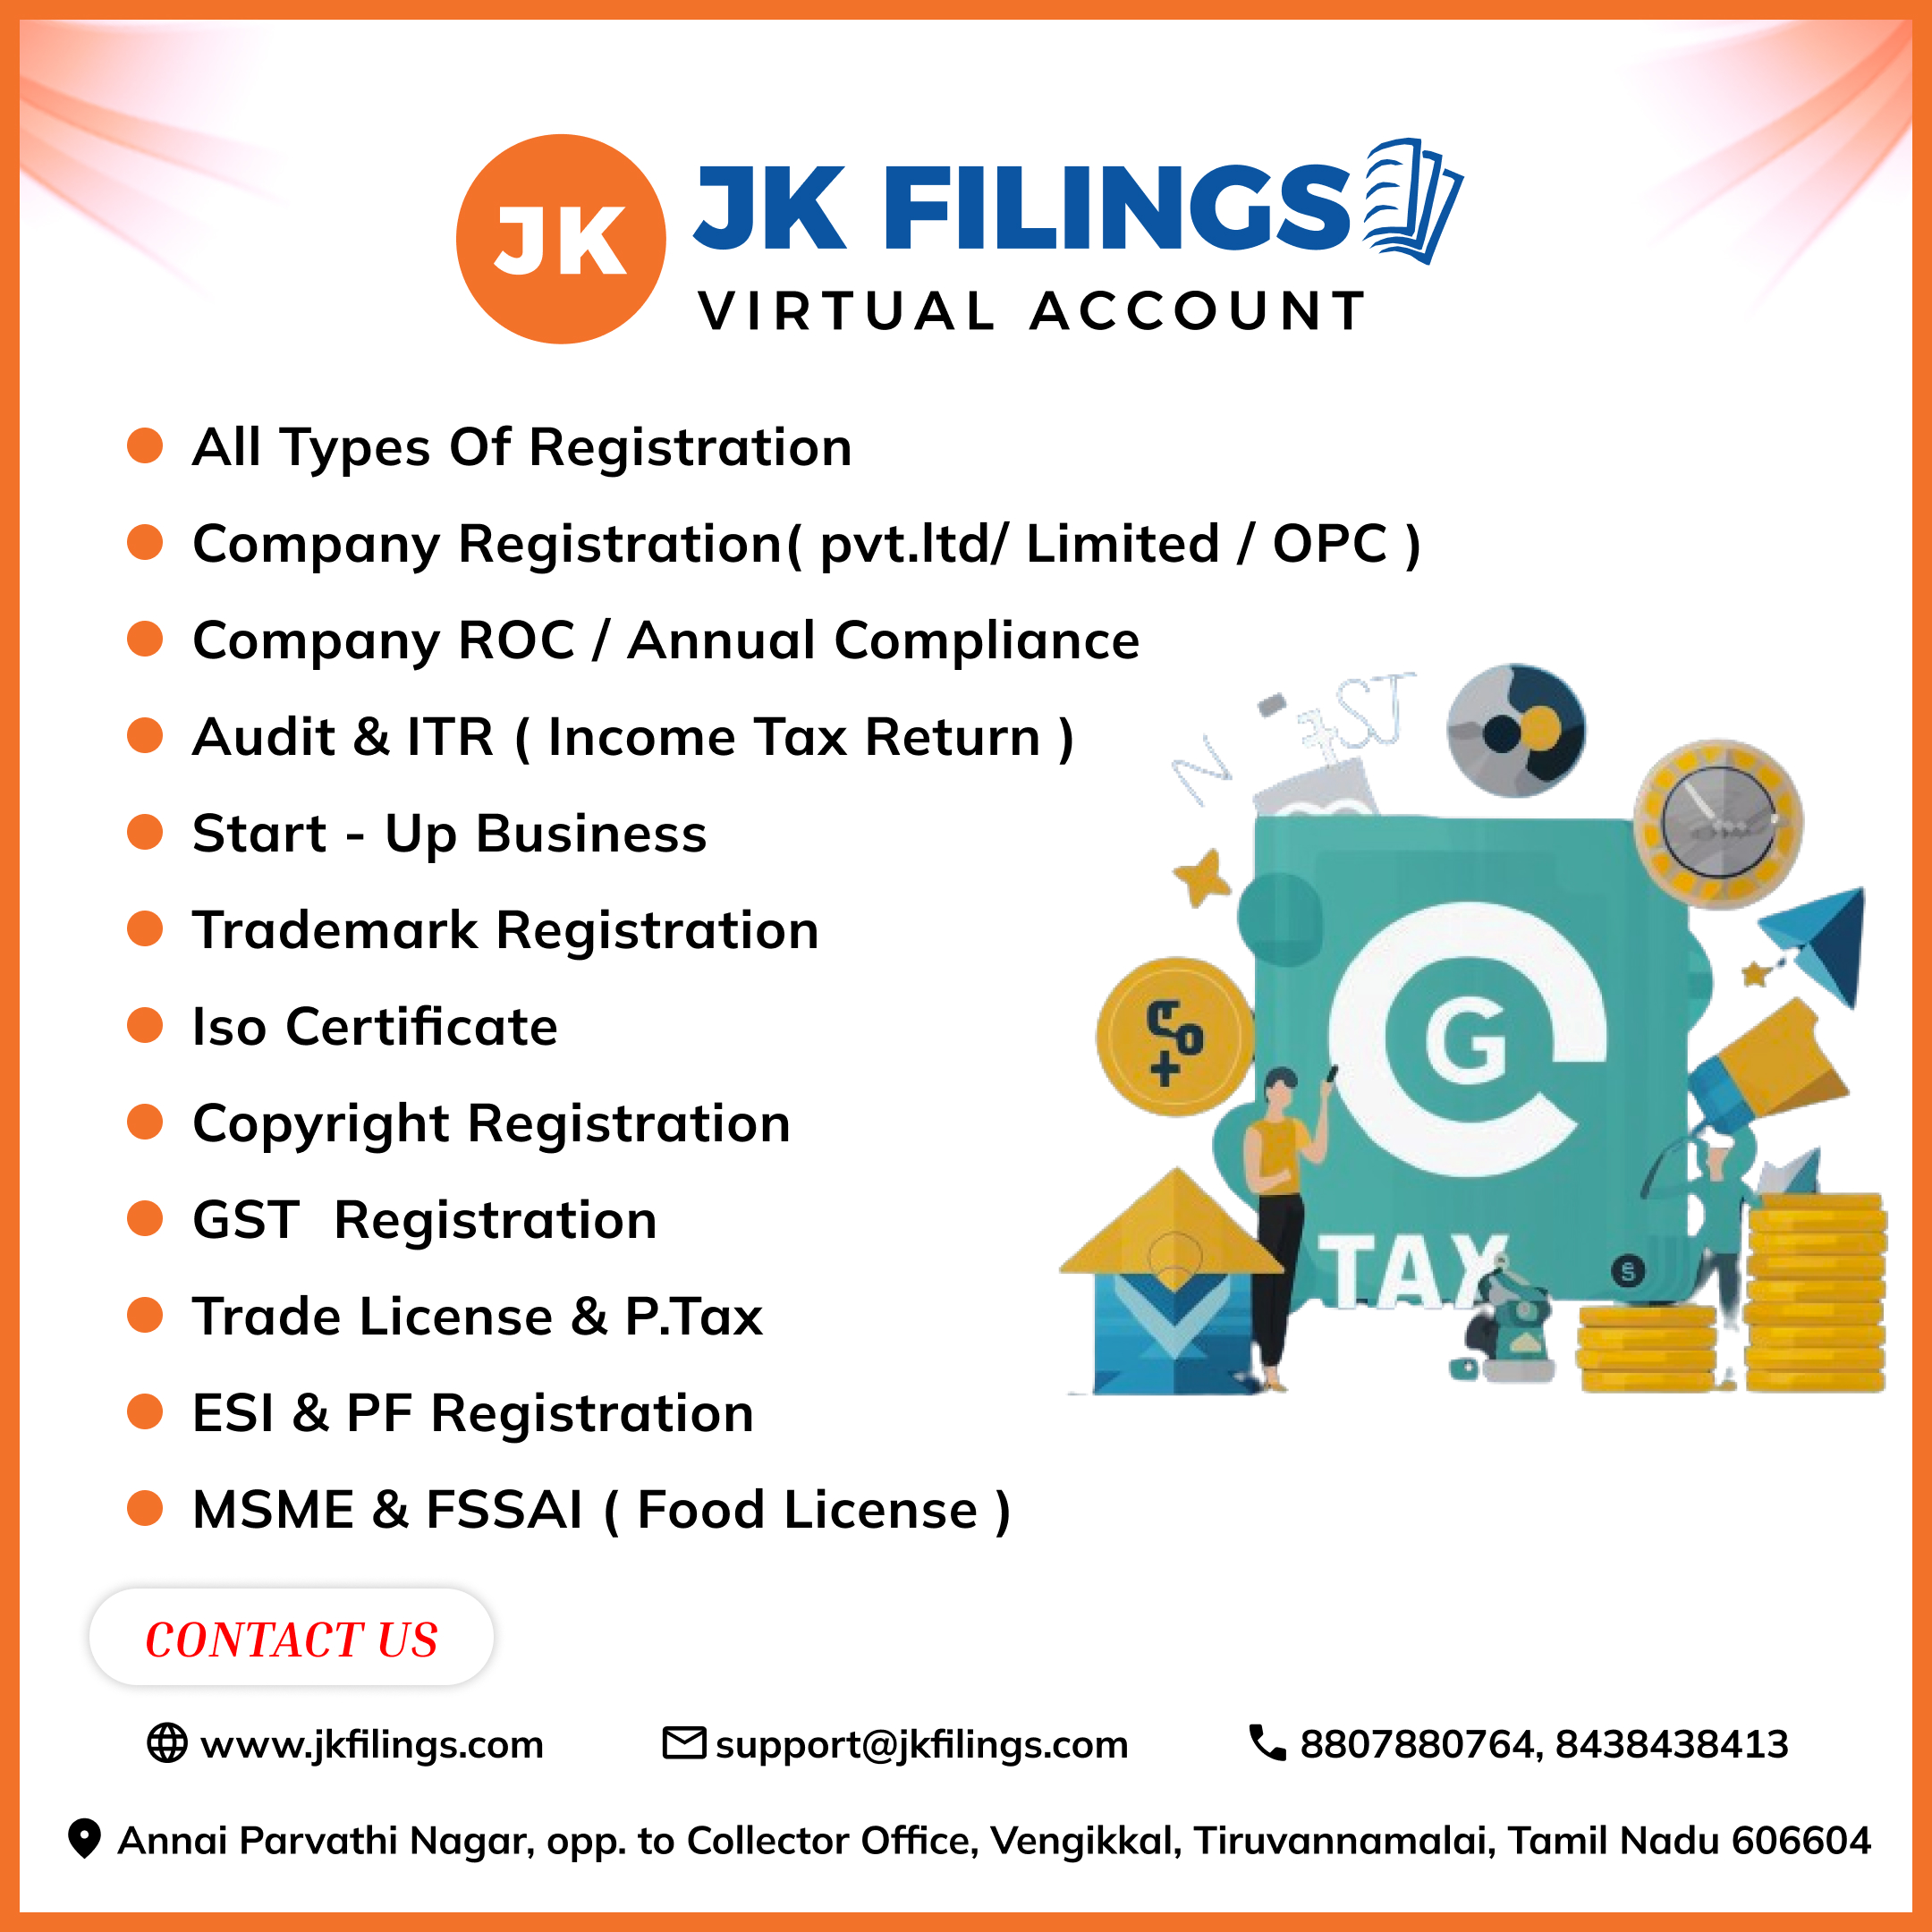 JK
JK FILINGS
VIRTUAL ACCOUNT
All Types Of Registration
Company Registration( pvt.ltd/ Limited / OPC )
Company ROC / Annual Compliance
Audit & ITR ( Income Tax Return )
Start - Up Business
Trademark Registration
Iso Certificate
Copyright Registration
GST  Registration
Trade License & P.Tax
ESI & PF Registration
MSME & FSSAI ( Food License )
G
TAX
CONTACT US
www.jkfilings.com
support@jkfilings.com
8807880764, 8438438413
Annai Parvathi Nagar, opp. to Collector Office, Vengikkal, Tiruvannamalai, Tamil Nadu 606604